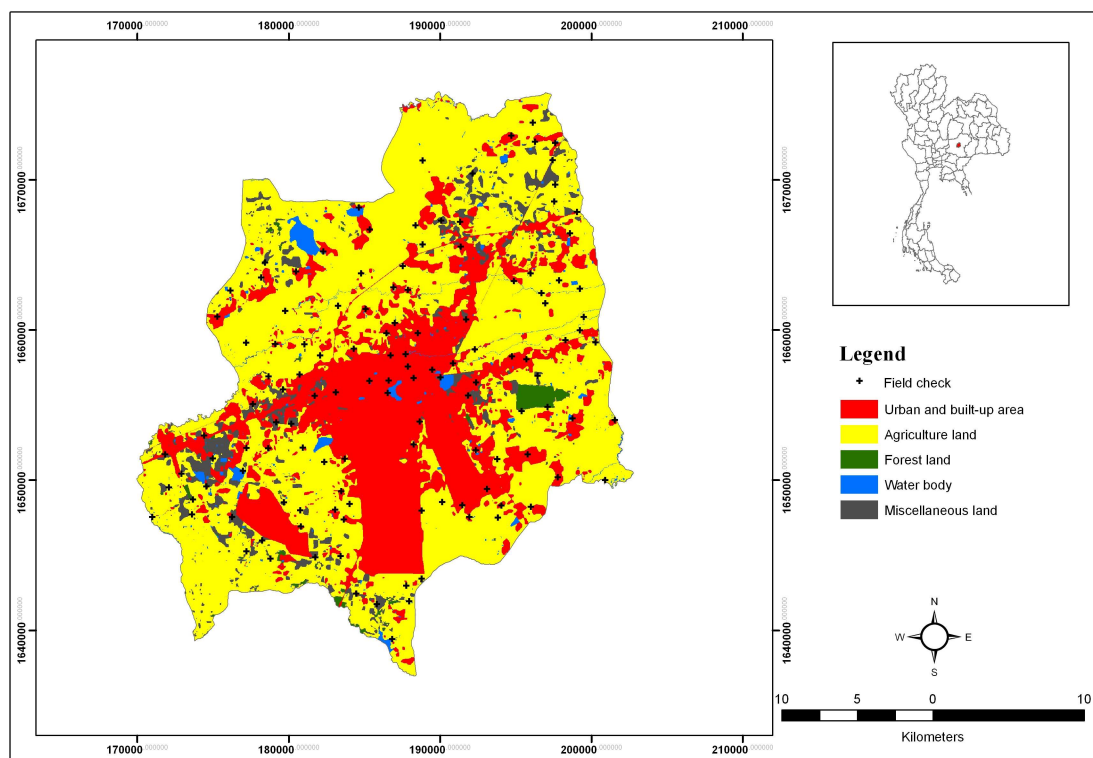 170000.000000 180000.000000 190000.000000 200000.000000 210000.000000
1670000.000000 1670000.000000
1660000.000000 1660000.000000
1650000.000000 1650000.000000
1640000.000000 1640000.000000
170000.000000 180000.000000 190000.000000 200000.000000 210000.000000
Legend
Field check
Urban and built-up area
Agriculture land
Forest land
Water body
Miscellaneous land
N
W E
S
10 5 0 10
Kilometers